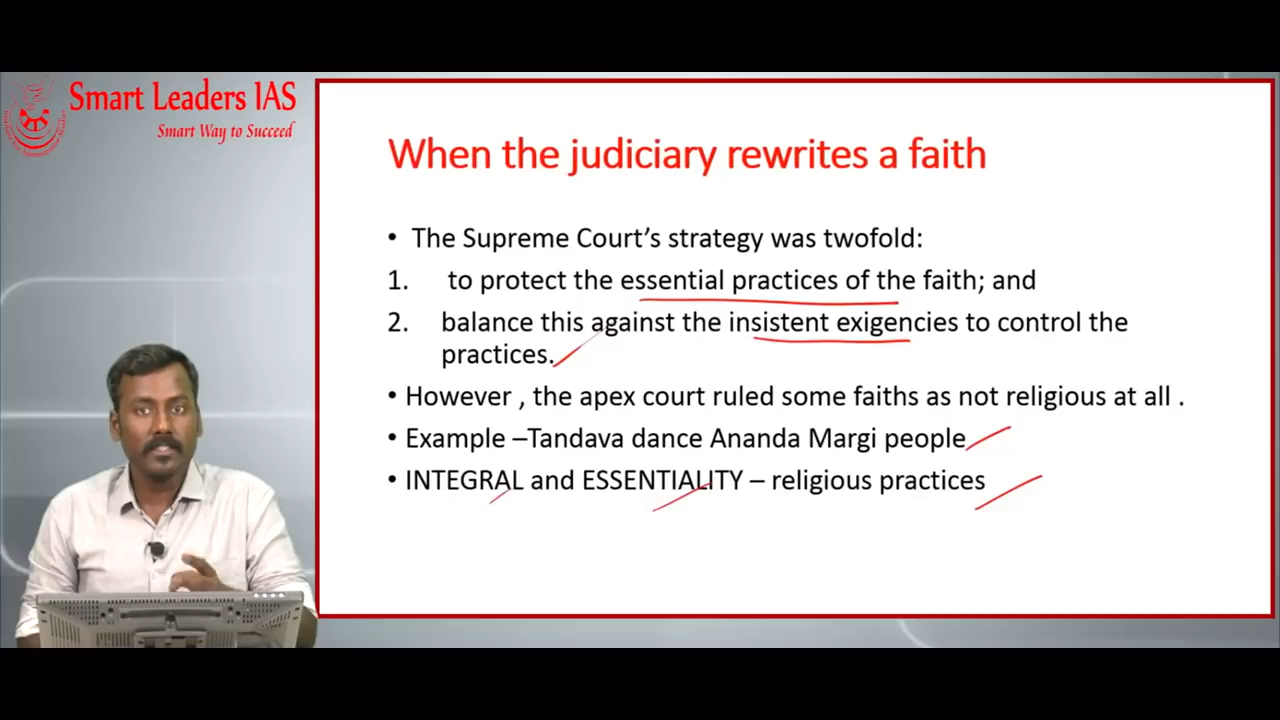 Smart Leaders IAS
Smart Way to Succeed
When the judiciary rewrites a faith
• The Supreme Court's strategy was twofold:
1. to protect the essential practices of the faith; and
2. balance this against the insistent exigencies to control the
practices.
• However , the apex court ruled some faiths as not religious at all .
• Example –Tandava dance Ananda Margi people
• INTEGRAL and ESSENTIALITY – religious practices